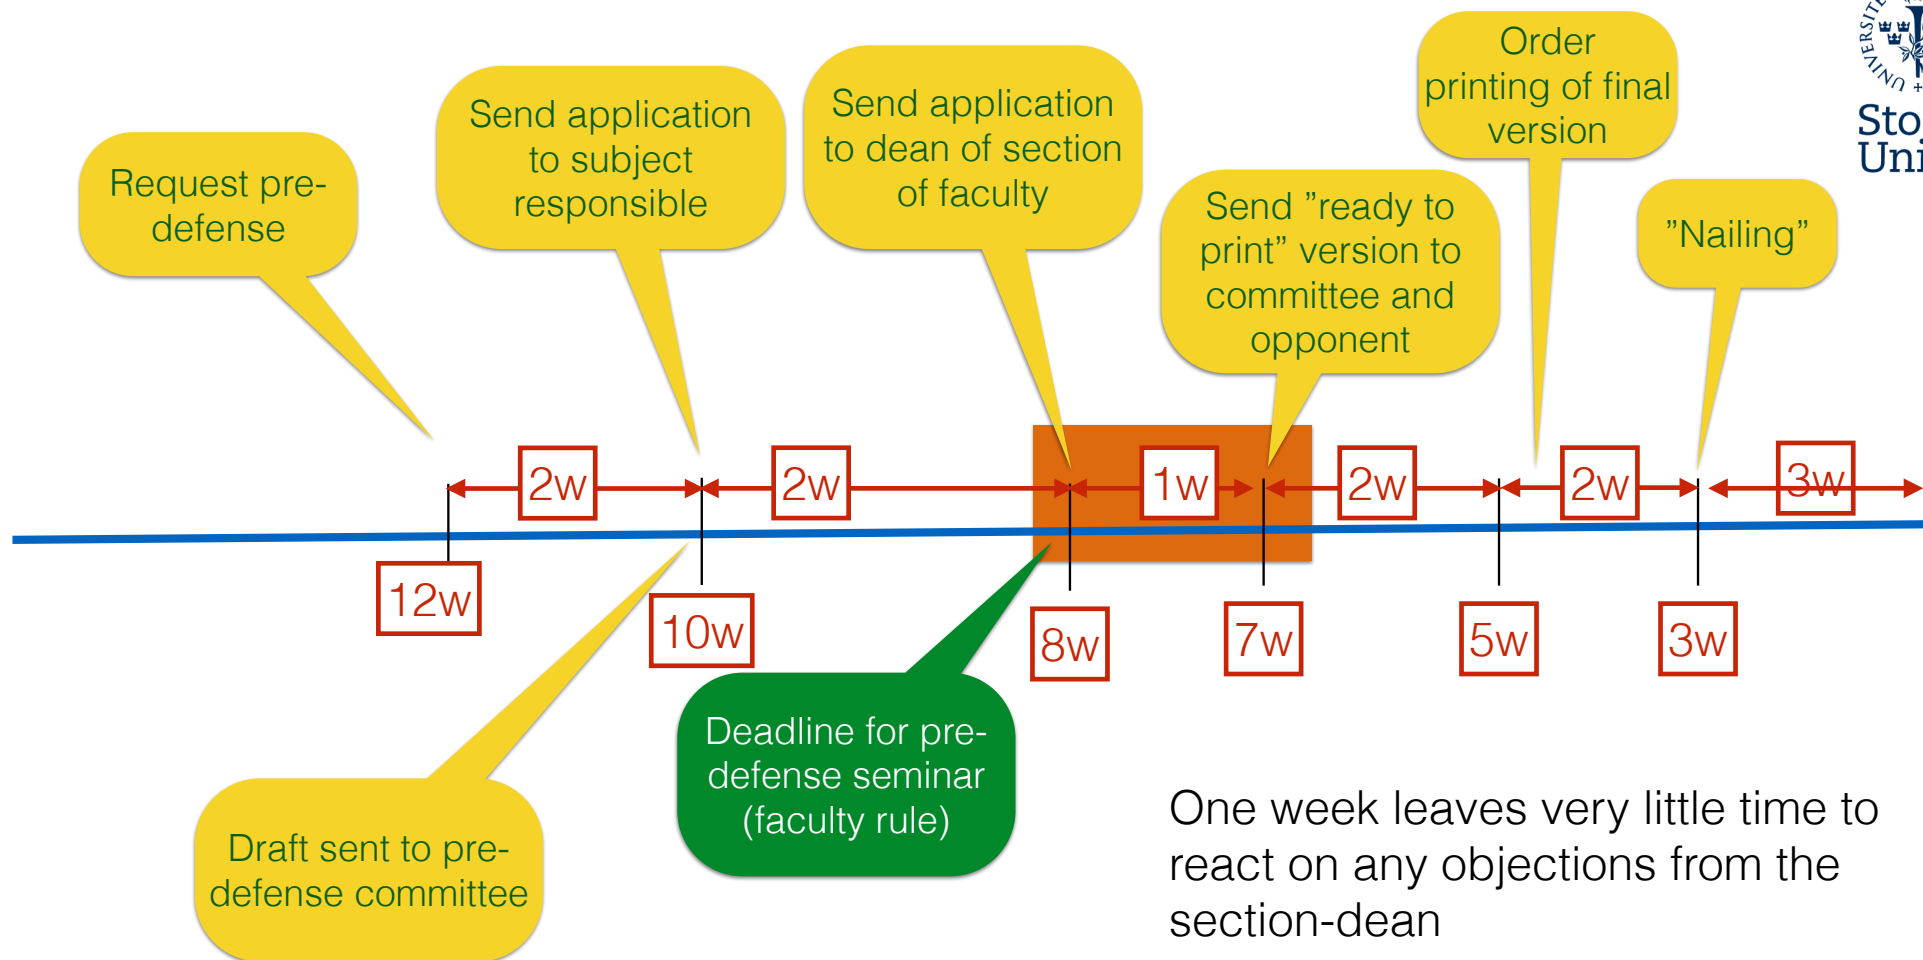 Request pre-
defense
Send application
to subject
responsible
Send application
to dean of section
of faculty
Send ”ready to
print” version to
committee and
opponent
Order
printing of final
version
”Nailing”
2w
2w
1w
2w
2w
3w
12w
10w
8w
7w
5w
3w
Draft sent to pre-
defense committee
Deadline for pre-
defense seminar
(faculty rule)
One week leaves very little time to
react on any objections from the
section-dean